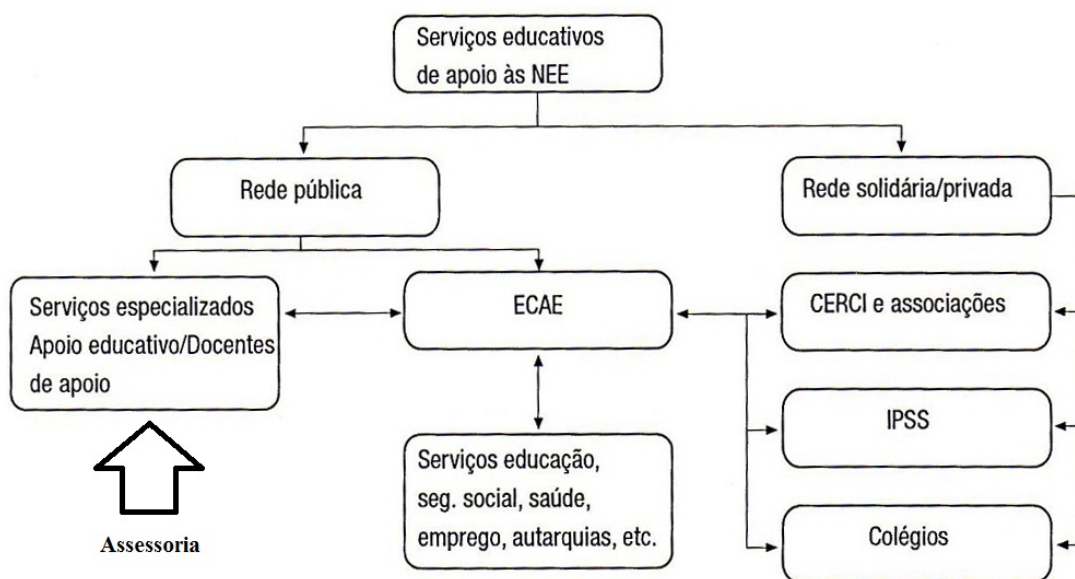 Serviços educativos
de apoio às NEE
Rede pública
Rede solidária/privada
Serviços especializados
Apoio educativo/Docentes
de apoio
ECAE
CERCI e associações
Serviços educação,
seg. social, saúde,
emprego, autarquias, etc.
IPSS
Colégios
Assessoria